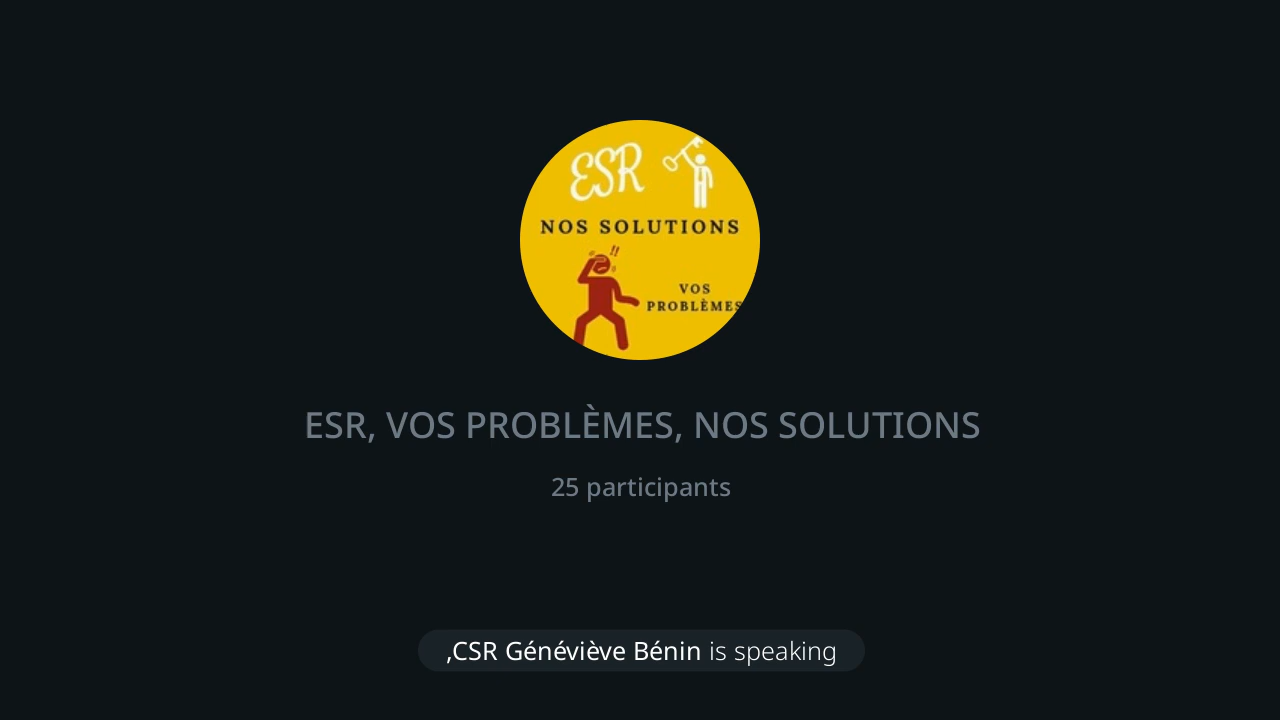 ESR
NOS SOLUTIONS
!!
VOS
PROBLÈMES
ESR, VOS PROBLÈMES, NOS SOLUTIONS
25 participants
,CSR Généviève Bénin is speaking